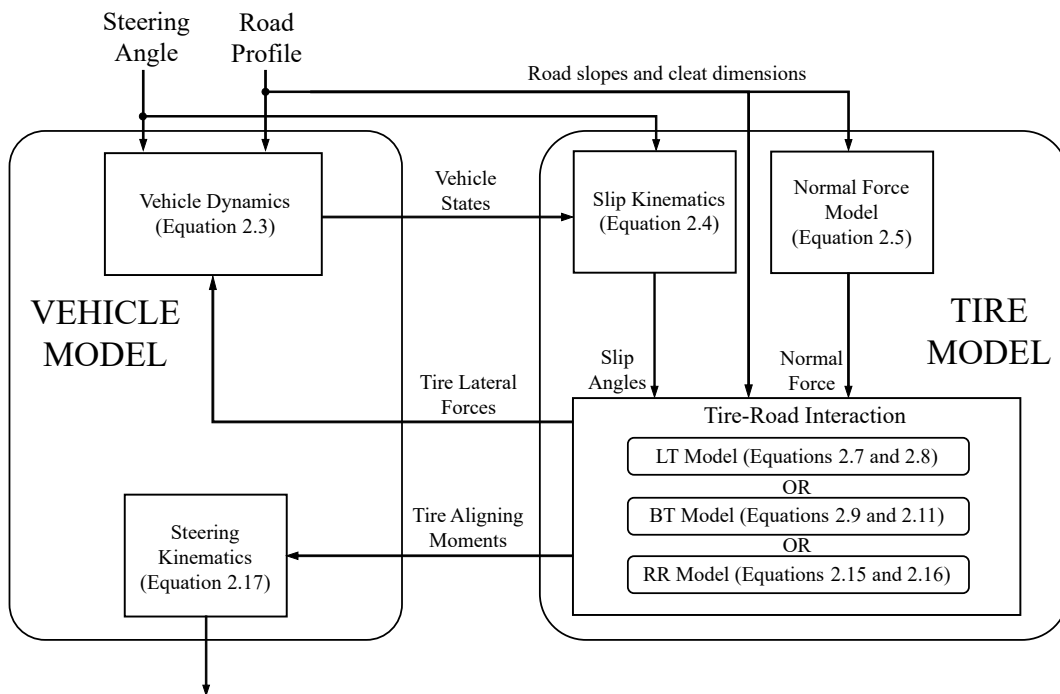 Steering
Angle
Road
Profile
Road slopes and cleat dimensions
Vehicle Dynamics
(Equation 2.3)
Vehicle
States
Slip Kinematics
(Equation 2.4)
Normal Force
Model
(Equation 2.5)
VEHICLE
MODEL
TIRE
MODEL
Slip
Angles
Normal
Force
Tire Lateral
Forces
Tire-Road Interaction
LT Model (Equations 2.7 and 2.8)
OR
BT Model (Equations 2.9 and 2.11)
OR
RR Model (Equations 2.15 and 2.16)
Tire Aligning
Moments
Steering
Kinematics
(Equation 2.17)